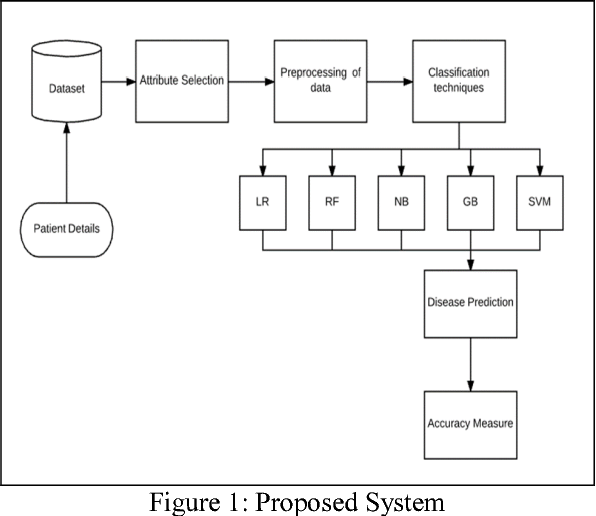 Dataset
Attribute Selection
Preprocessing of
data
Classification
techniques
LR
RF
NB
GB
SVM
Patient Details
Disease Prediction
Accuracy Measure
Figure 1: Proposed System